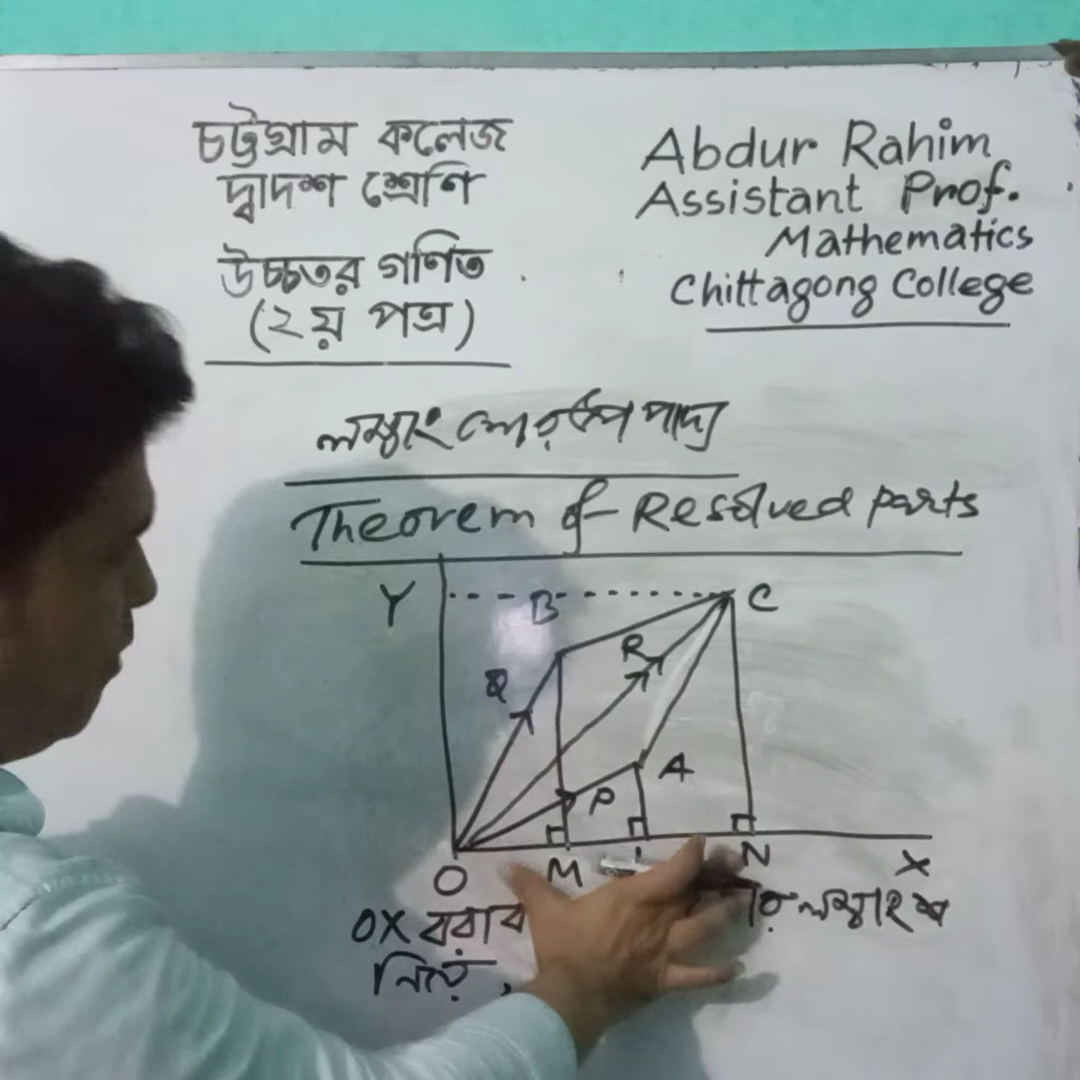 চট্টগ্রাম কলেজ
দ্বাদশ শ্রেণি
উচ্চতর গণিত
(২য় পত্র)
Abdur Rahim
Assistant Prof.
Mathematics
Chittagong College
লম্বাংশের উপপাদ্য
Theorem of Resolved parts
Y B C
R
Q
A
P
O M L N X
OX বরাবর লম্বাংশ
নিয়ে,